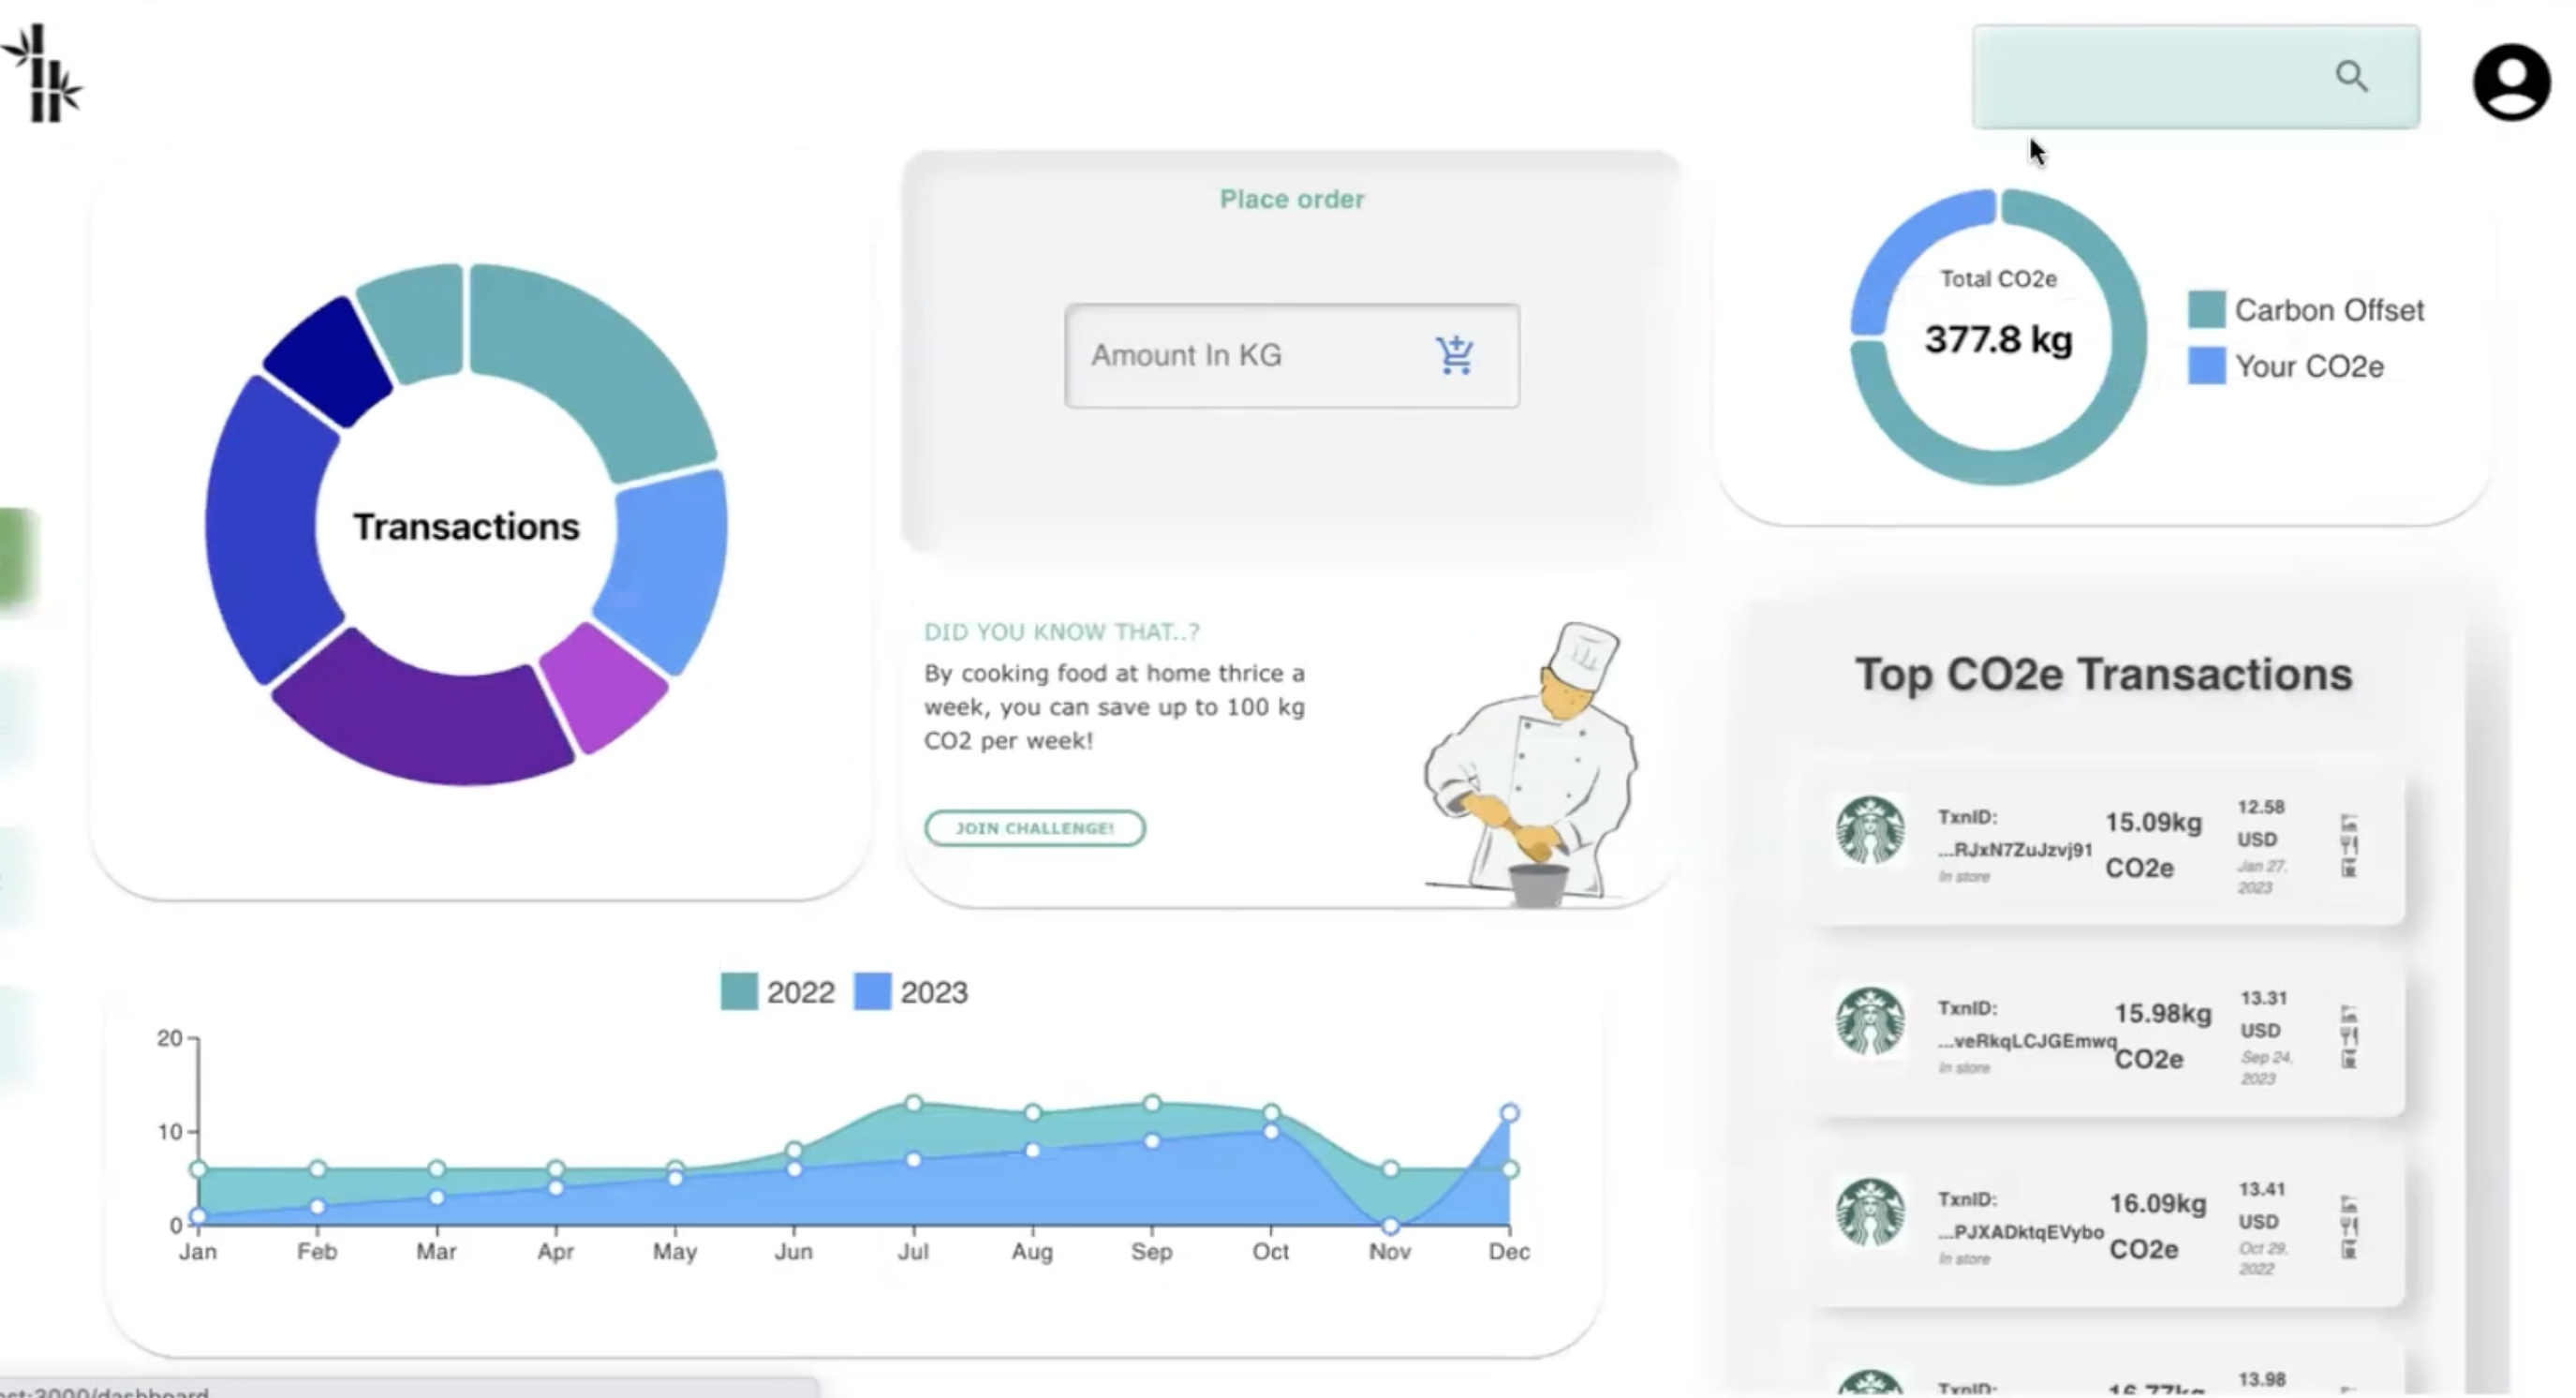 Transactions
Place order
Amount In KG
Total CO2e
377.8 kg
Carbon Offset
Your CO2e
DID YOU KNOW THAT..?
By cooking food at home thrice a
week, you can save up to 100 kg
CO2 per week!
JOIN CHALLENGE!
2022 2023
20
10
0
Jan Feb Mar Apr May Jun Jul Aug Sep Oct Nov Dec
Top CO2e Transactions
TxnID:
...RJxN7ZuJzvj91
In store
15.09kg
CO2e
12.58
USD
Jan 27,
2023
TxnID:
...veRkqLCJGEmwq
In store
15.98kg
CO2e
13.31
USD
Sep 24,
2023
TxnID:
...PJXADktqEVybo
In store
16.09kg
CO2e
13.41
USD
Oct 29,
2022
TxnID:
16.77kg
13.98
:3000/dashboard